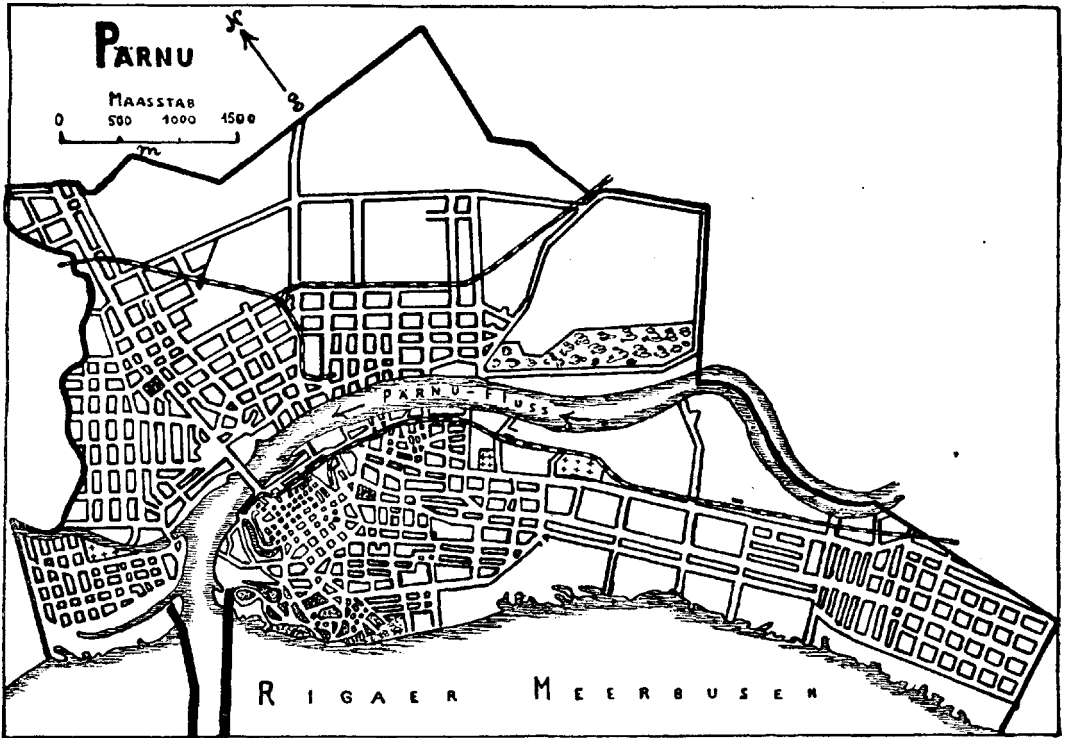 PÄRNU
N
S
MAASSTAB
0 500 1000 1500
m
PÄRNU-FLUSS
RIGAER MEERBUSEN